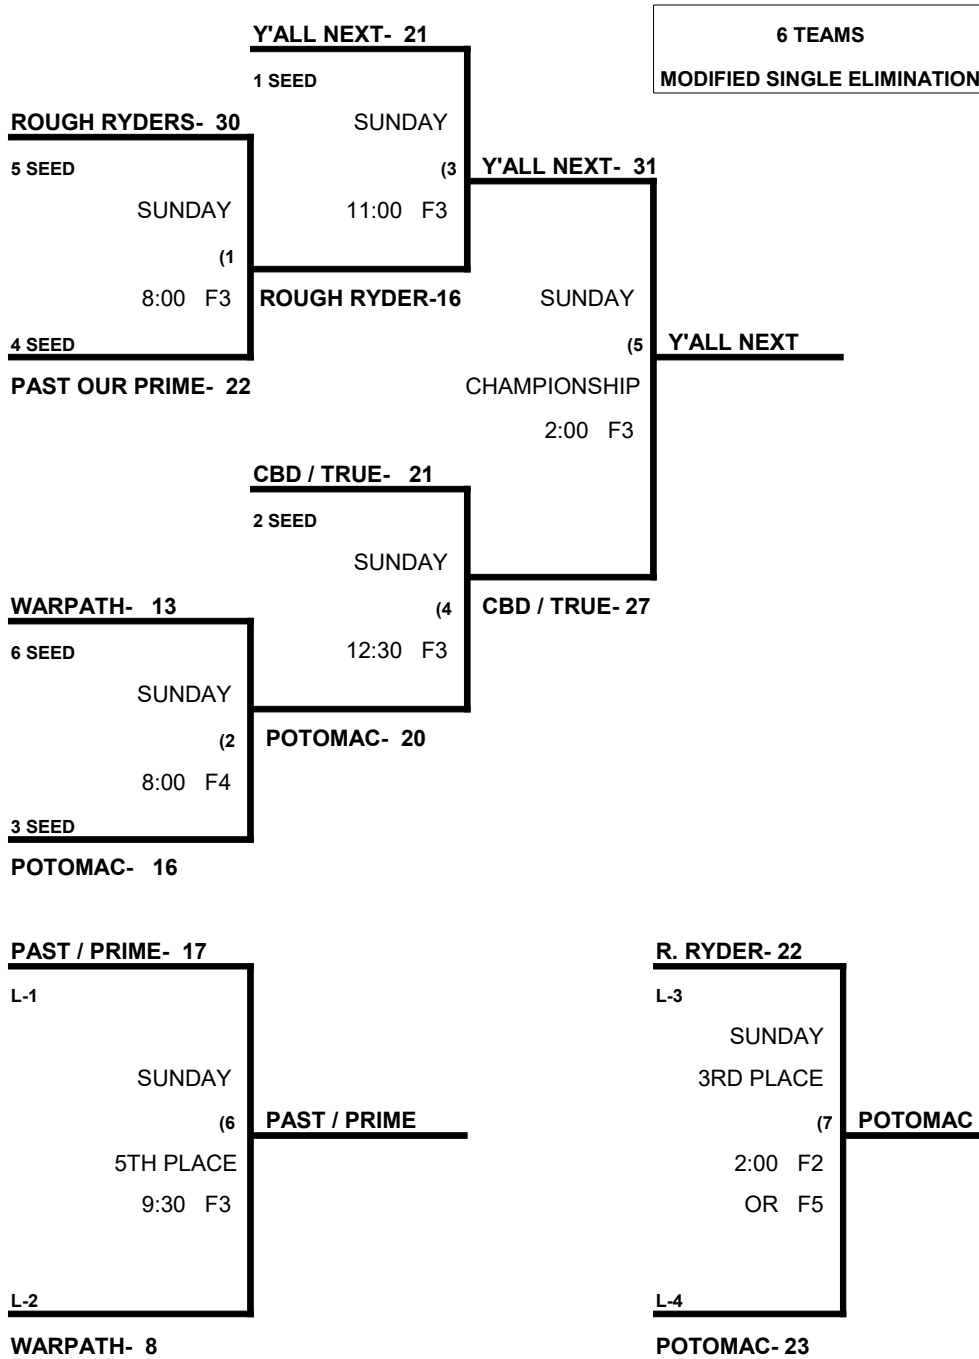 Y'ALL NEXT- 21
6 TEAMS
MODIFIED SINGLE ELIMINATION
1 SEED
ROUGH RYDERS- 30
SUNDAY
5 SEED
(3
Y'ALL NEXT- 31
SUNDAY
11:00 F3
(1
8:00 F3
ROUGH RYDER-16
SUNDAY
4 SEED
(5
Y'ALL NEXT
PAST OUR PRIME- 22
CHAMPIONSHIP
2:00 F3
CBD / TRUE- 21
2 SEED
SUNDAY
WARPATH- 13
(4
CBD / TRUE- 27
6 SEED
12:30 F3
SUNDAY
(2
POTOMAC- 20
8:00 F4
3 SEED
POTOMAC- 16
PAST / PRIME- 17
L-1
SUNDAY
(6
PAST / PRIME
5TH PLACE
9:30 F3
L-2
WARPATH- 8
R. RYDER- 22
L-3
SUNDAY
3RD PLACE
(7
POTOMAC
2:00 F2
OR F5
L-4
POTOMAC- 23